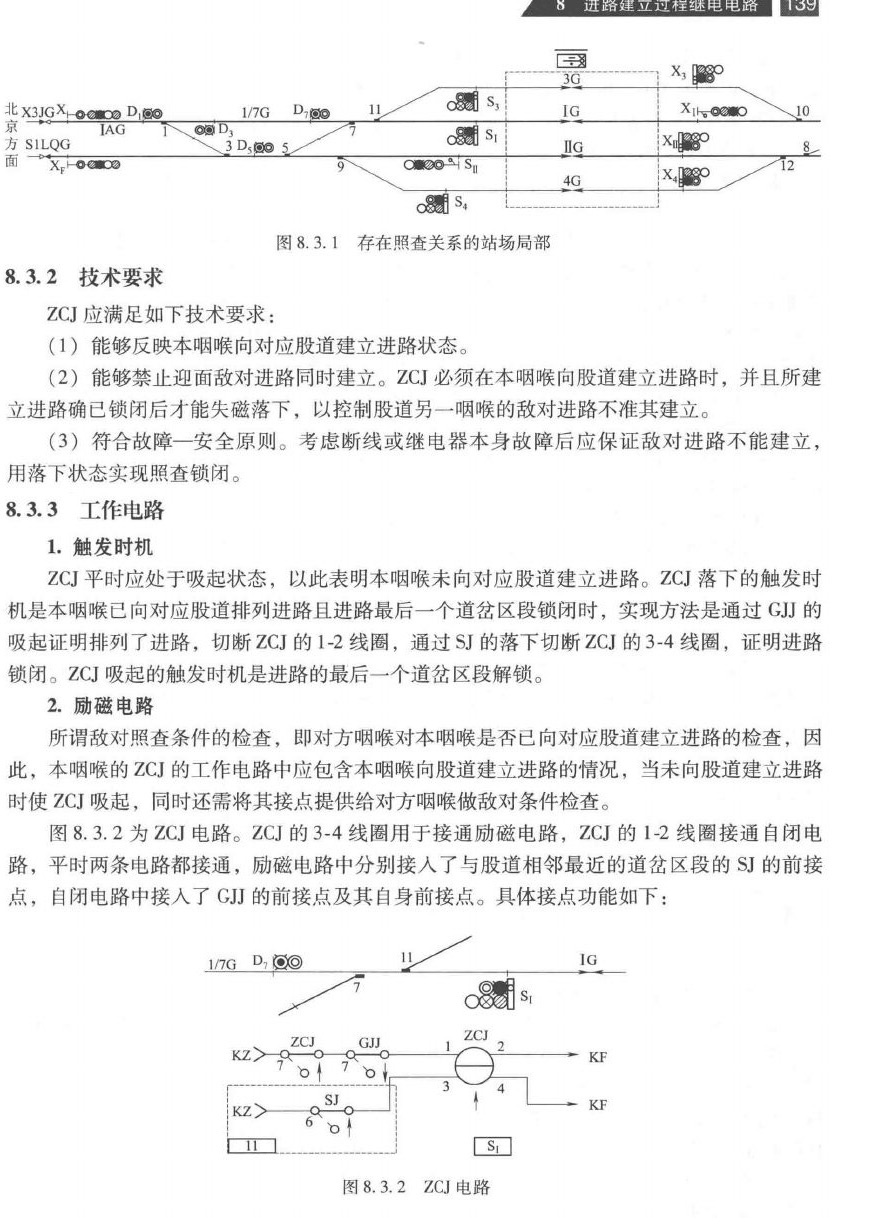 8 进路建立过程继电电路 139
3G
X3
北京方面
X3JG
X
D1
1/7G
D7
11
S3
IAG
1
D3
7
SI
IG
XI
10
S1LQG
3
D5
5
IIG
XII
8
XF
9
SII
4G
X4
12
S4
图 8.3.1 存在照查关系的站场局部
8.3.2 技术要求
ZCJ 应满足如下技术要求：
（1）能够反映本咽喉向对应股道建立进路状态。
（2）能够禁止迎面敌对进路同时建立。ZCJ 必须在本咽喉向股道建立进路时，并且所建
立进路确已锁闭后才能失磁落下，以控制股道另一咽喉的敌对进路不准其建立。
（3）符合故障—安全原则。考虑断线或继电器本身故障后应保证敌对进路不能建立，
用落下状态实现照查锁闭。
8.3.3 工作电路
1. 触发时机
ZCJ 平时应处于吸起状态，以此表明本咽喉未向对应股道建立进路。ZCJ 落下的触发时
机是本咽喉已向对应股道排列进路且进路最后一个道岔区段锁闭时，实现方法是通过 GJJ 的
吸起证明排列了进路，切断 ZCJ 的 1-2 线圈，通过 SJ 的落下切断 ZCJ 的 3-4 线圈，证明进路
锁闭。ZCJ 吸起的触发时机是进路的最后一个道岔区段解锁。
2. 励磁电路
所谓敌对照查条件的检查，即对方咽喉对本咽喉是否已向对应股道建立进路的检查，因
此，本咽喉的 ZCJ 的工作电路中应包含本咽喉向股道建立进路的情况，当未向股道建立进路
时使 ZCJ 吸起，同时还需将其接点提供给对方咽喉做敌对条件检查。
图 8.3.2 为 ZCJ 电路。ZCJ 的 3-4 线圈用于接通励磁电路，ZCJ 的 1-2 线圈接通自闭电
路，平时两条电路都接通，励磁电路中分别接入了与股道相邻最近的道岔区段的 SJ 的前接
点，自闭电路中接入了 GJJ 的前接点及其自身前接点。具体接点功能如下：
1/7G
D7
11
IG
7
SI
KZ
ZCJ
7
GJJ
7
1
ZCJ
2
KF
3
4
KZ
SJ
6
KF
11
SI
图 8.3.2 ZCJ 电路